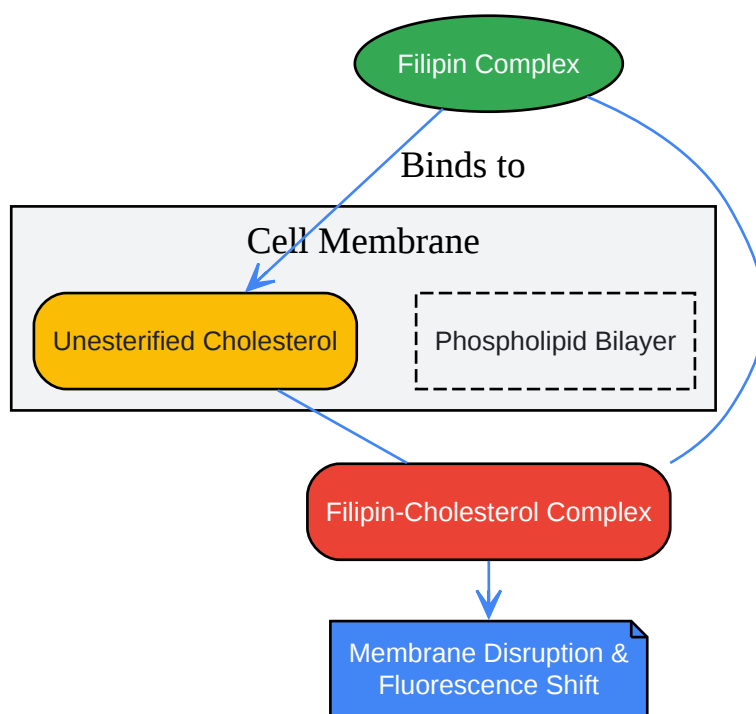 Filipin Complex
Binds to
Cell Membrane
Unesterified Cholesterol
Phospholipid Bilayer
Filipin-Cholesterol Complex
Membrane Disruption &
Fluorescence Shift